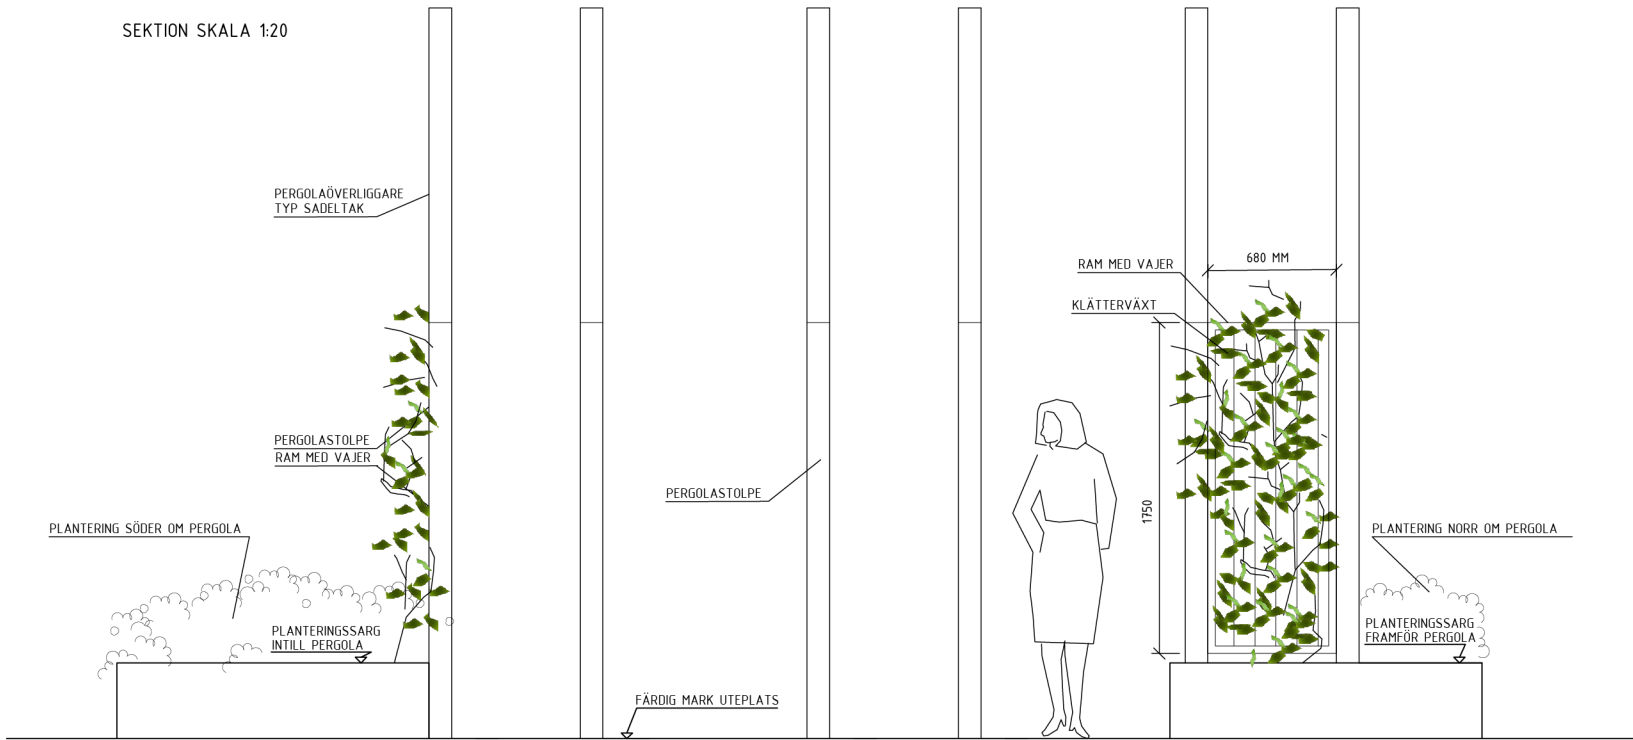 SEKTION SKALA 1:20
PERGOLAÖVERLIGGARE
TYP SADELTAK
PERGOLASTOLPE
RAM MED VAJER
PLANTERING SÖDER OM PERGOLA
PLANTERINGSSARG
INTILL PERGOLA
PERGOLASTOLPE
FÄRDIG MARK UTEPLATS
RAM MED VAJER
680 MM
KLÄTTERVÄXT
1750
PLANTERING NORR OM PERGOLA
PLANTERINGSSARG
FRAMFÖR PERGOLA